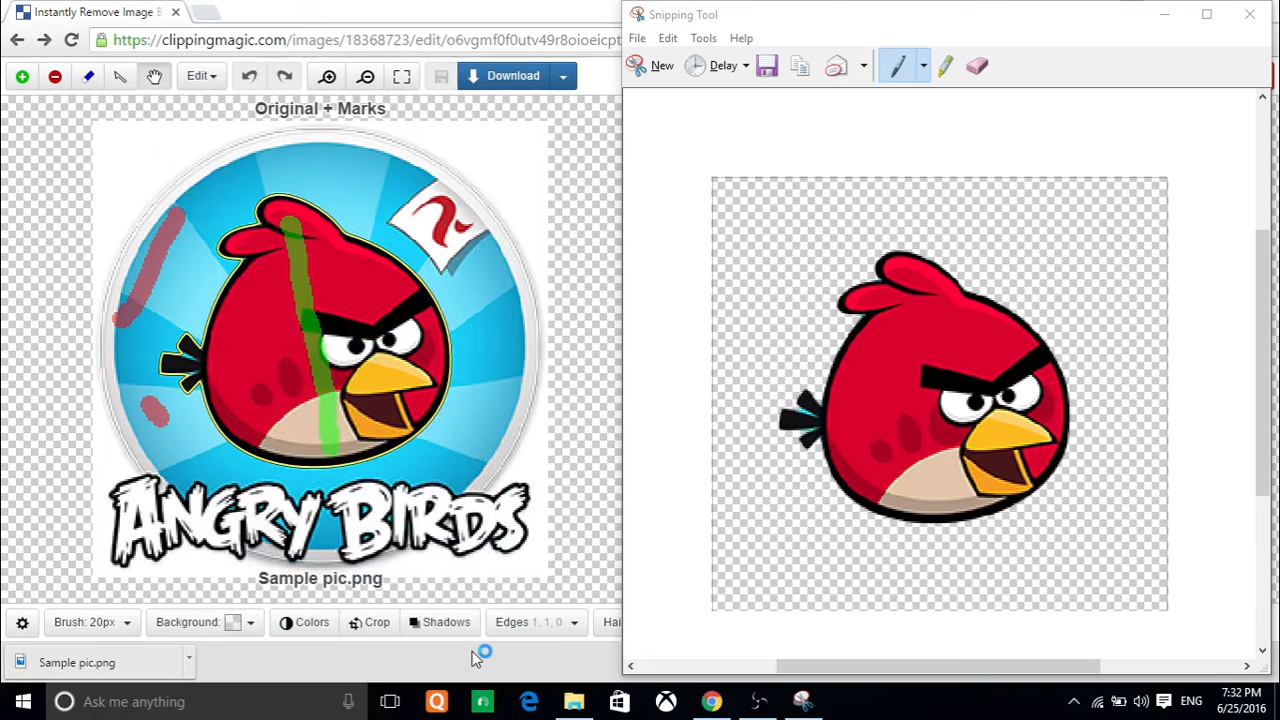 Instantly Remove Image B
Snipping Tool
https://clippingmagic.com/images/18368723/edit/o6vgmf0f0utv49r8oioeicpt
File Edit Tools Help
Edit
Download
New
Delay
Original + Marks
ANGRY BIRDS
Sample pic.png
Brush: 20px
Background:
Colors
Crop
Shadows
Edges 1, 1, 0
Hai
Sample pic.png
Ask me anything
ENG
7:32 PM
6/25/2016